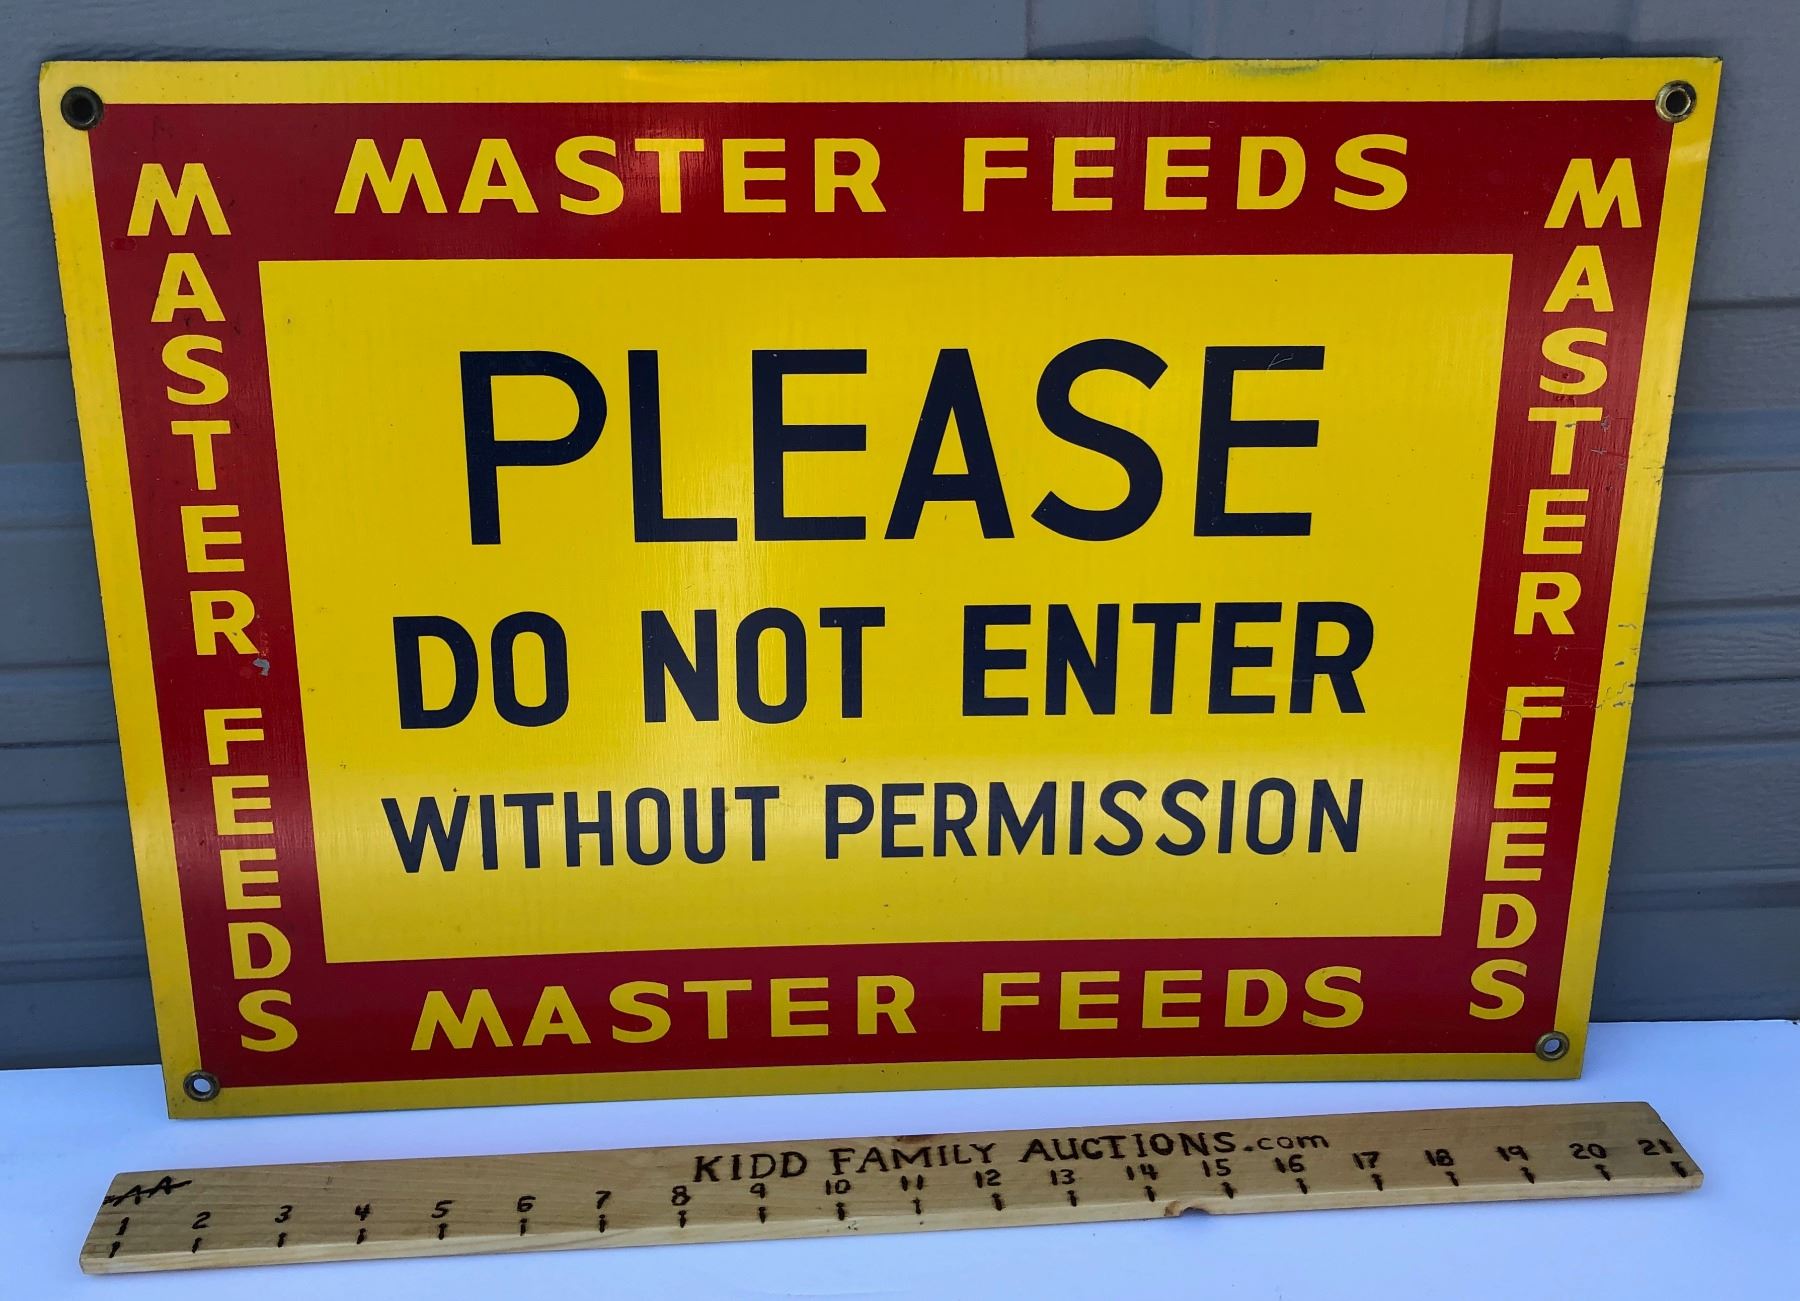 MASTER FEEDS
MASTER FEEDS
MASTER FEEDS
PLEASE
DO NOT ENTER
WITHOUT PERMISSION
MASTER FEEDS
KIDD FAMILY AUCTIONS.com
AA
1 2 3 4 5 6 7 8 9 10 11 12 13 14 15 16 17 18 19 20 21